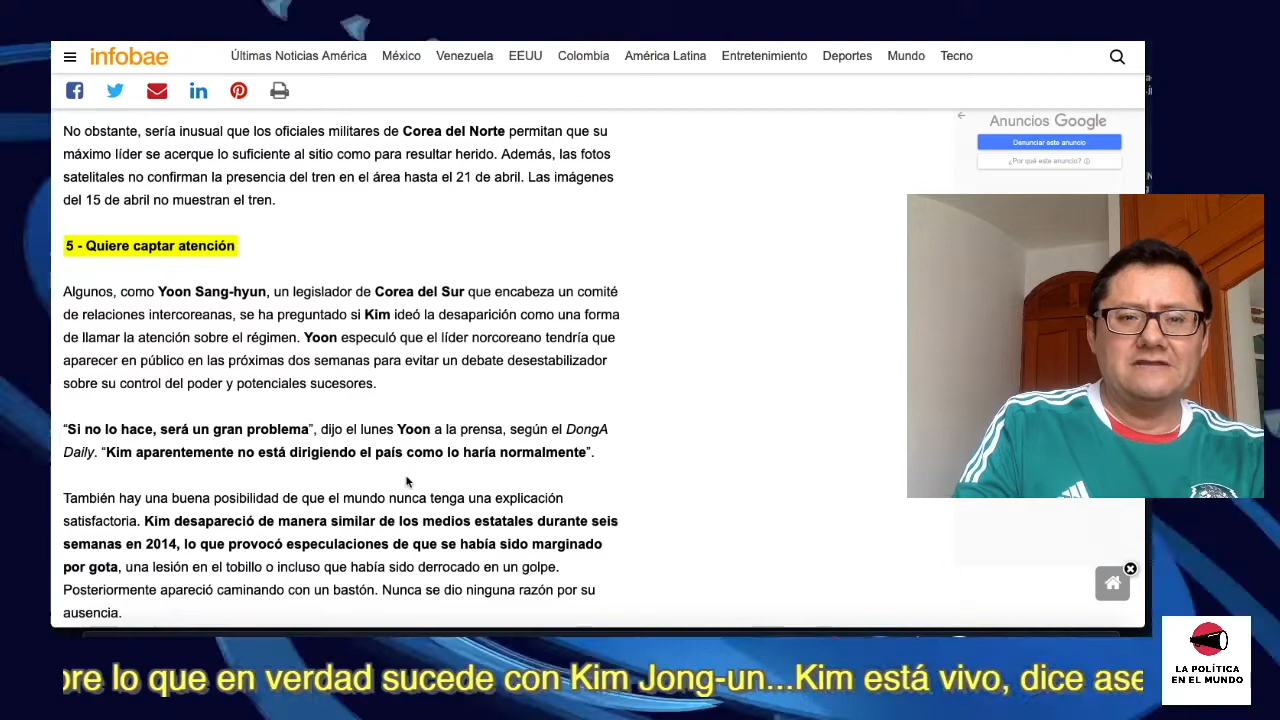 infobae
Últimas Noticias América México Venezuela EEUU Colombia América Latina Entretenimiento Deportes Mundo Tecno
No obstante, sería inusual que los oficiales militares de Corea del Norte permitan que su
máximo líder se acerque lo suficiente al sitio como para resultar herido. Además, las fotos
satelitales no confirman la presencia del tren en el área hasta el 21 de abril. Las imágenes
del 15 de abril no muestran el tren.
5 - Quiere captar atención
Algunos, como Yoon Sang-hyun, un legislador de Corea del Sur que encabeza un comité
de relaciones intercoreanas, se ha preguntado si Kim ideó la desaparición como una forma
de llamar la atención sobre el régimen. Yoon especuló que el líder norcoreano tendría que
aparecer en público en las próximas dos semanas para evitar un debate desestabilizador
sobre su control del poder y potenciales sucesores.
“Si no lo hace, será un gran problema”, dijo el lunes Yoon a la prensa, según el DongA
Daily. “Kim aparentemente no está dirigiendo el país como lo haría normalmente”.
También hay una buena posibilidad de que el mundo nunca tenga una explicación
satisfactoria. Kim desapareció de manera similar de los medios estatales durante seis
semanas en 2014, lo que provocó especulaciones de que se había sido marginado
por gota, una lesión en el tobillo o incluso que había sido derrocado en un golpe.
Posteriormente apareció caminando con un bastón. Nunca se dio ninguna razón por su
ausencia.
Anuncios Google
Denunciar este anuncio
¿Por qué este anuncio?
LA POLÍTICA
EN EL MUNDO
bre lo que en verdad sucede con Kim Jong-un...Kim está vivo, dice ase